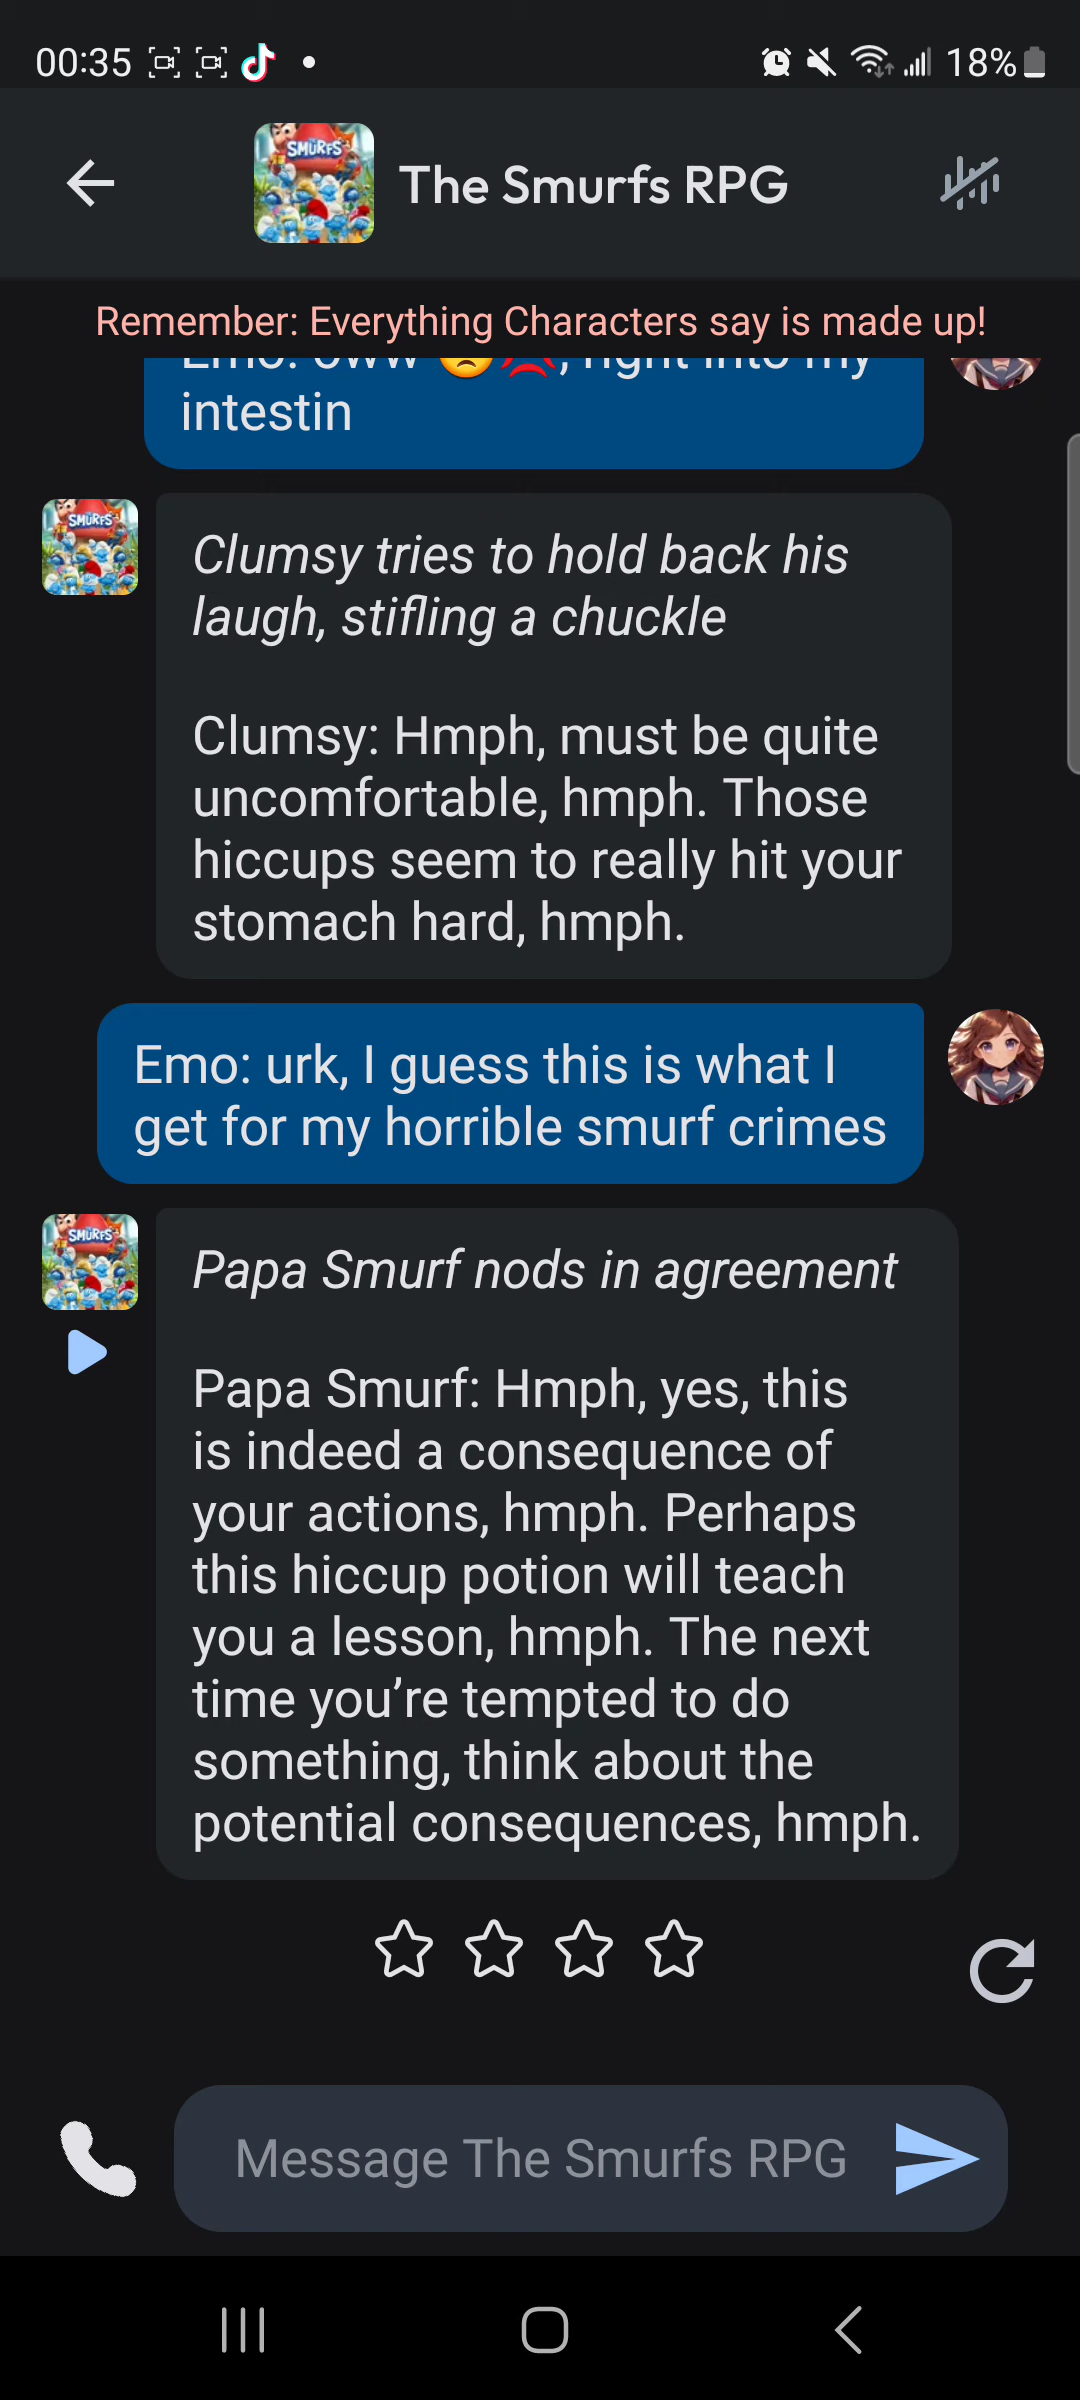 00:35
18%
SMURFS
The Smurfs RPG
Remember: Everything Characters say is made up!
Emo: oww 😞💢, right into my
intestin
SMURFS
Clumsy tries to hold back his
laugh, stifling a chuckle
Clumsy: Hmph, must be quite
uncomfortable, hmph. Those
hiccups seem to really hit your
stomach hard, hmph.
Emo: urk, I guess this is what I
get for my horrible smurf crimes
SMURFS
Papa Smurf nods in agreement
Papa Smurf: Hmph, yes, this
is indeed a consequence of
your actions, hmph. Perhaps
this hiccup potion will teach
you a lesson, hmph. The next
time you’re tempted to do
something, think about the
potential consequences, hmph.
Message The Smurfs RPG